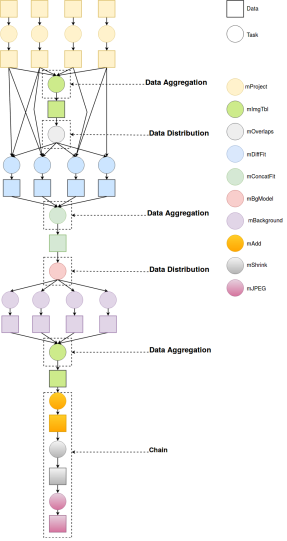 Data
Task
mProject
Data Aggregation
mImgTbl
Data Distribution
mOverlaps
mDiffFit
mConcatFit
mBgModel
Data Aggregation
mBackground
mAdd
Data Distribution
mShrink
mJPEG
Data Aggregation
Chain